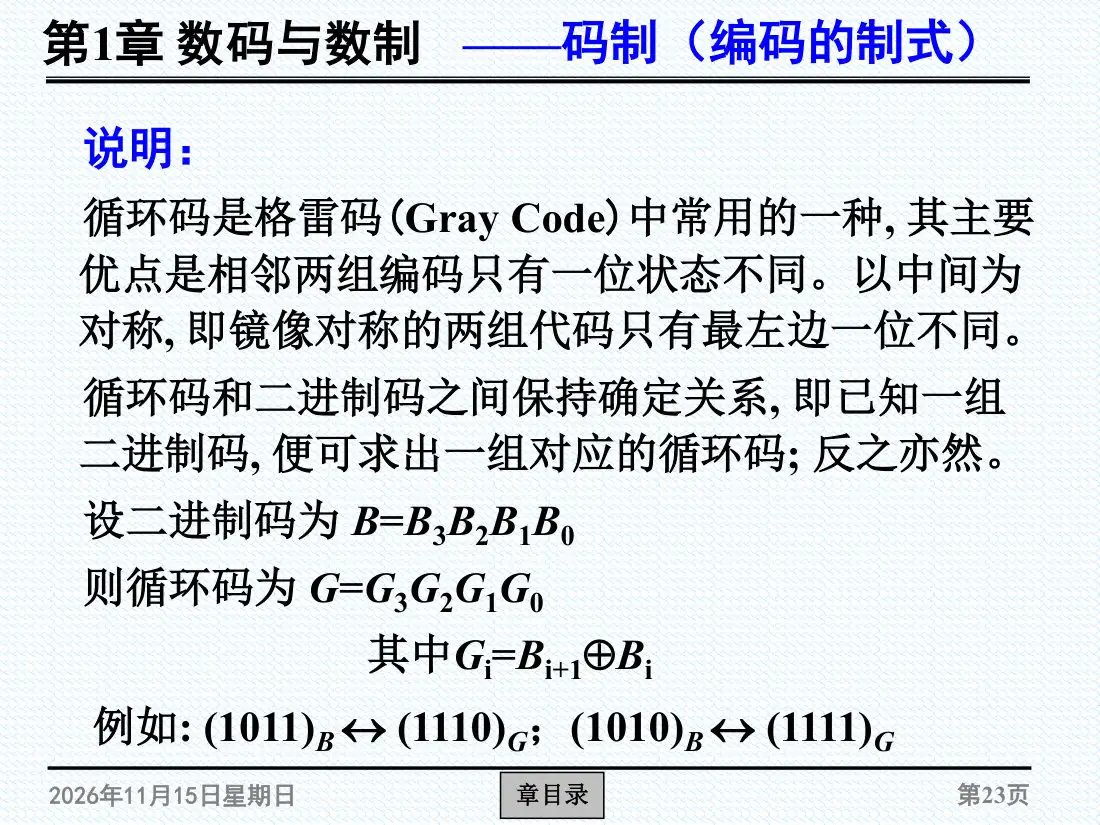 第1章 数码与数制 ——码制（编码的制式）
说明：
循环码是格雷码(Gray Code)中常用的一种, 其主要
优点是相邻两组编码只有一位状态不同。以中间为
对称, 即镜像对称的两组代码只有最左边一位不同。
循环码和二进制码之间保持确定关系, 即已知一组
二进制码, 便可求出一组对应的循环码; 反之亦然。
设二进制码为 B=B₃B₂B₁B₀
则循环码为 G=G₃G₂G₁G₀
其中Gᵢ=Bᵢ₊₁⊕Bᵢ
例如: (1011)B↔(1110)G；(1010)B↔(1111)G
2026年11月15日星期日 章目录 第23页